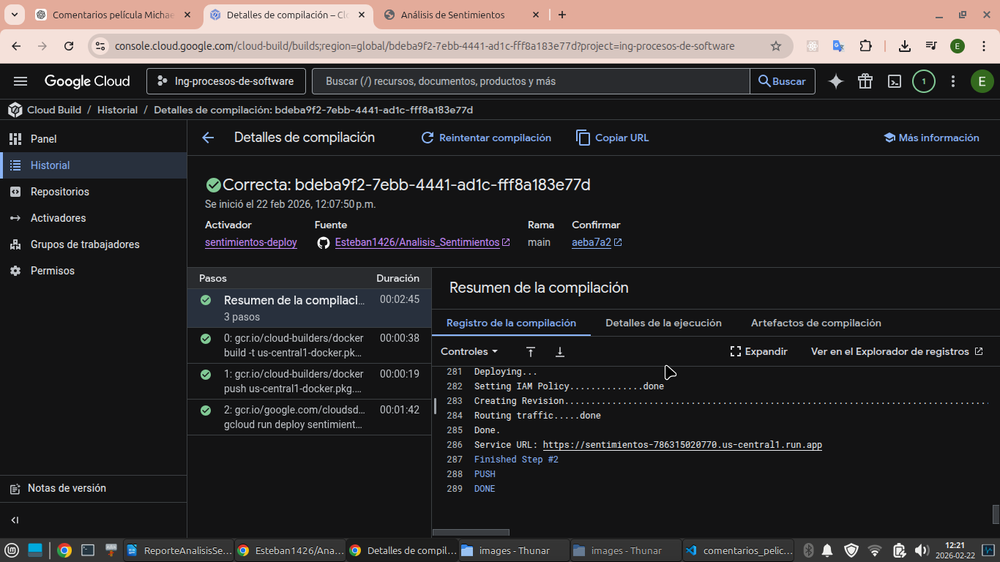 Comentarios película Michae
Detalles de compilación – Clo
Análisis de Sentimientos
console.cloud.google.com/cloud-build/builds;region=global/bdeba9f2-7ebb-4441-ad1c-fff8a183e77d?project=ing-procesos-de-software
E
Google Cloud
Ing-procesos-de-software
Buscar (/) recursos, documentos, productos y más
Buscar
1
E
Cloud Build / Historial / Detalles de compilación: bdeba9f2-7ebb-4441-ad1c-fff8a183e77d
Panel
Historial
Repositorios
Activadores
Grupos de trabajadores
Permisos
Notas de versión
Detalles de compilación
Reintentar compilación
Copiar URL
Más información
Correcta: bdeba9f2-7ebb-4441-ad1c-fff8a183e77d
Se inició el 22 feb 2026, 12:07:50 p.m.
Activador Fuente Rama Confirmar
sentimientos-deploy Esteban1426/Analisis_Sentimientos main aeba7a2
Pasos Duración
Resumen de la compilaci... 00:02:45
3 pasos
0: gcr.io/cloud-builders/docker 00:00:38
build -t us-central1-docker.pk...
1: gcr.io/cloud-builders/docker 00:00:19
push us-central1-docker.pkg....
2: gcr.io/google.com/cloudsd... 00:01:42
gcloud run deploy sentimient...
Resumen de la compilación
Registro de la compilación
Detalles de la ejecución
Artefactos de compilación
Controles
Expandir
Ver en el Explorador de registros
281 Deploying...
282 Setting IAM Policy..............done
283 Creating Revision................................................................................
284 Routing traffic.....done
285 Done.
286 Service URL: https://sentimientos-786315020770.us-central1.run.app
287 Finished Step #2
288 PUSH
289 DONE
ReporteAnalisisSe...
Esteban1426/Ana...
Detalles de compil...
images - Thunar
images - Thunar
comentarios_pelic...
12:21
2026-02-22